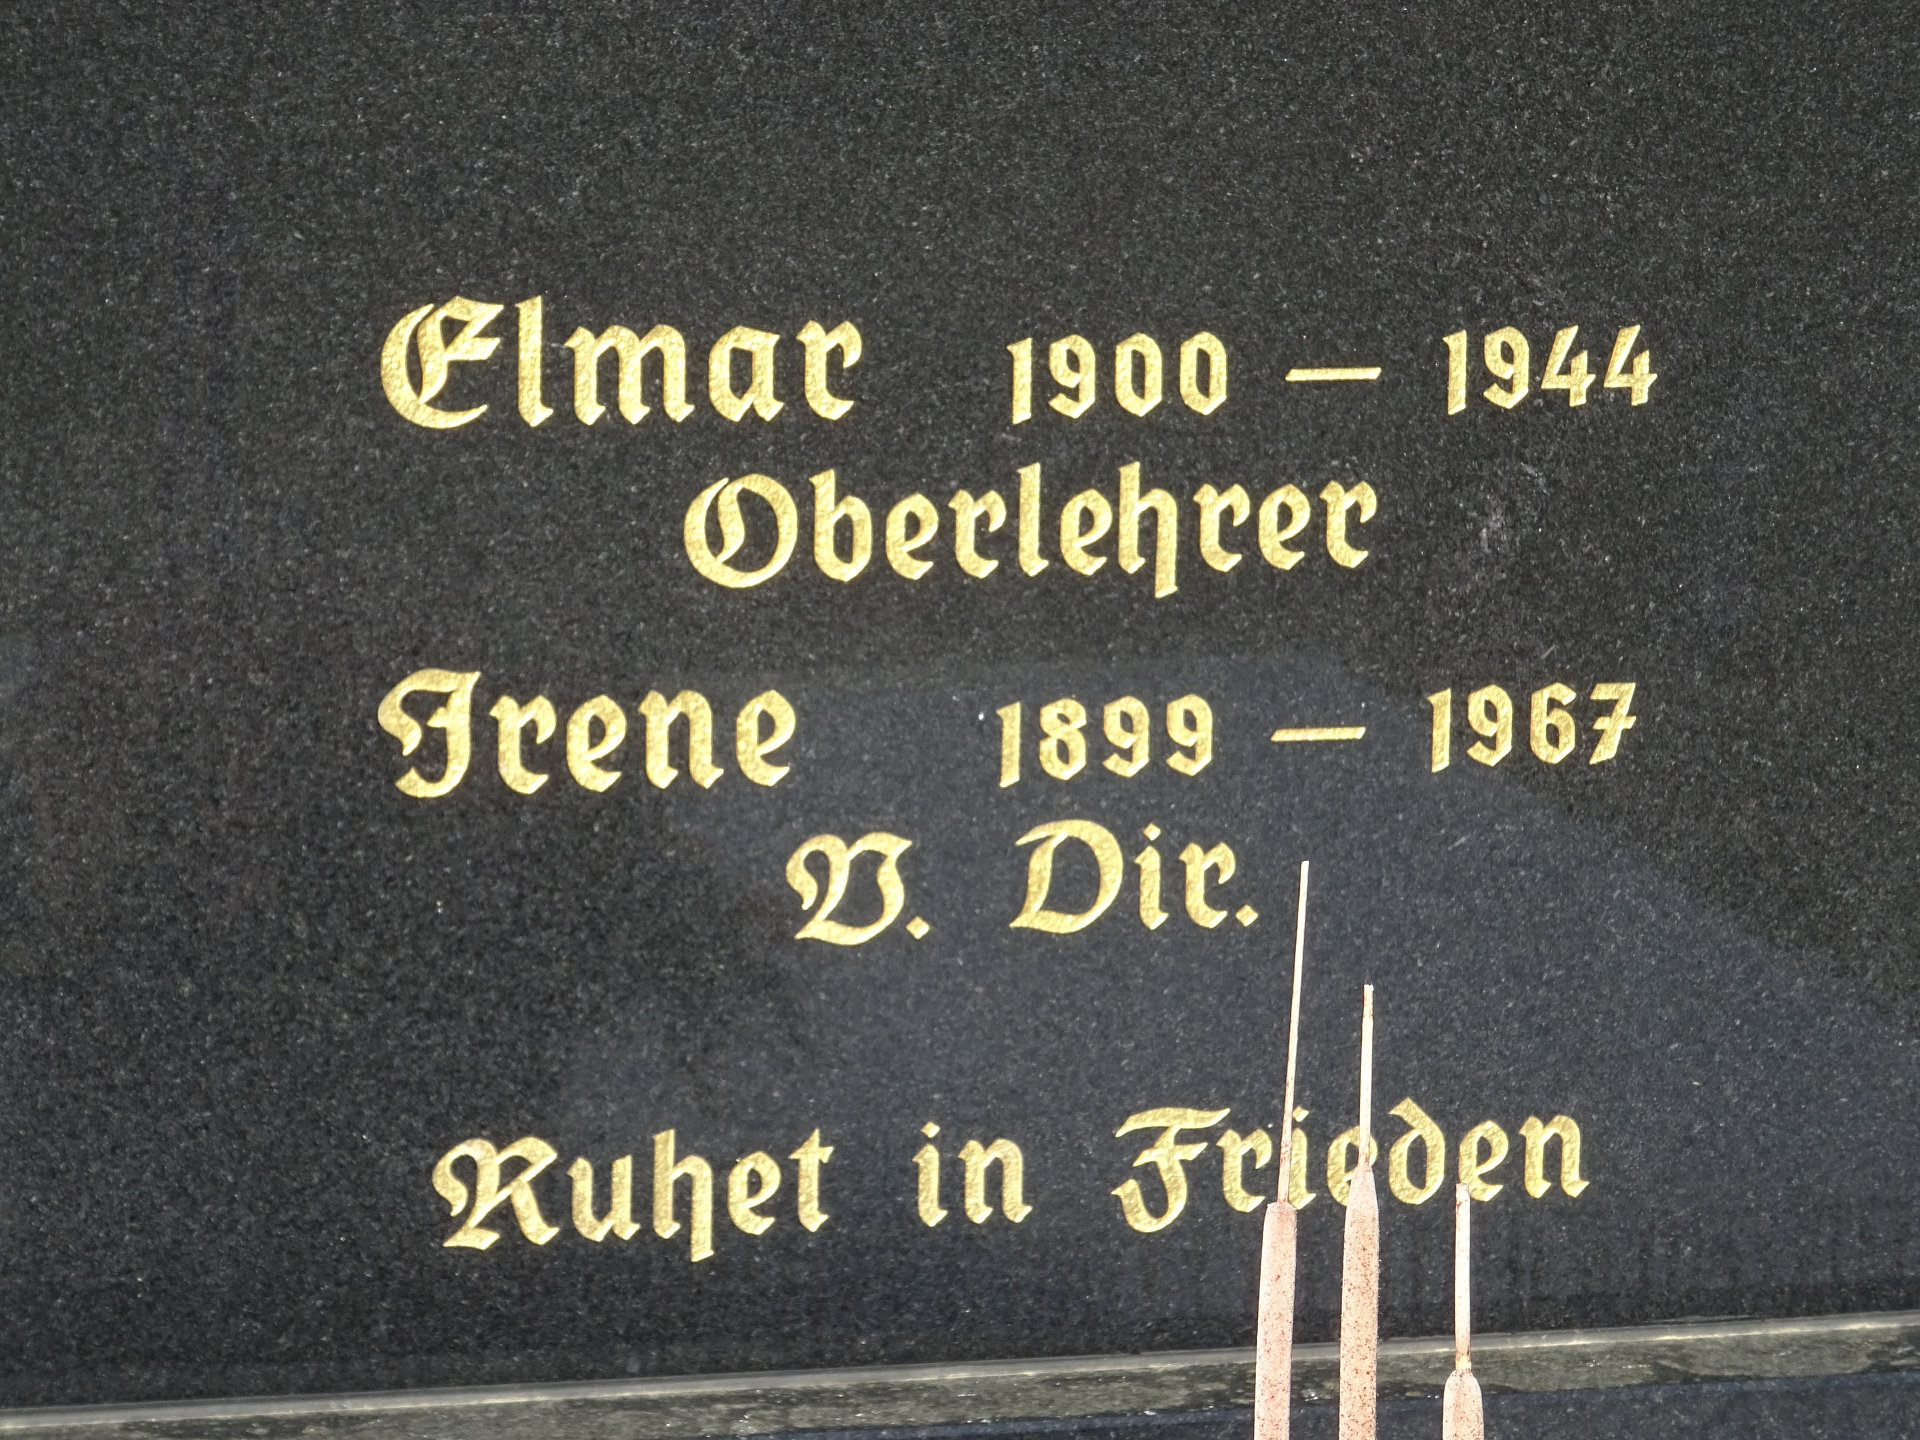 Elmar 1900 — 1944
Oberlehrer
Irene 1899 — 1967
V. Dir.
Ruhet in Frieden